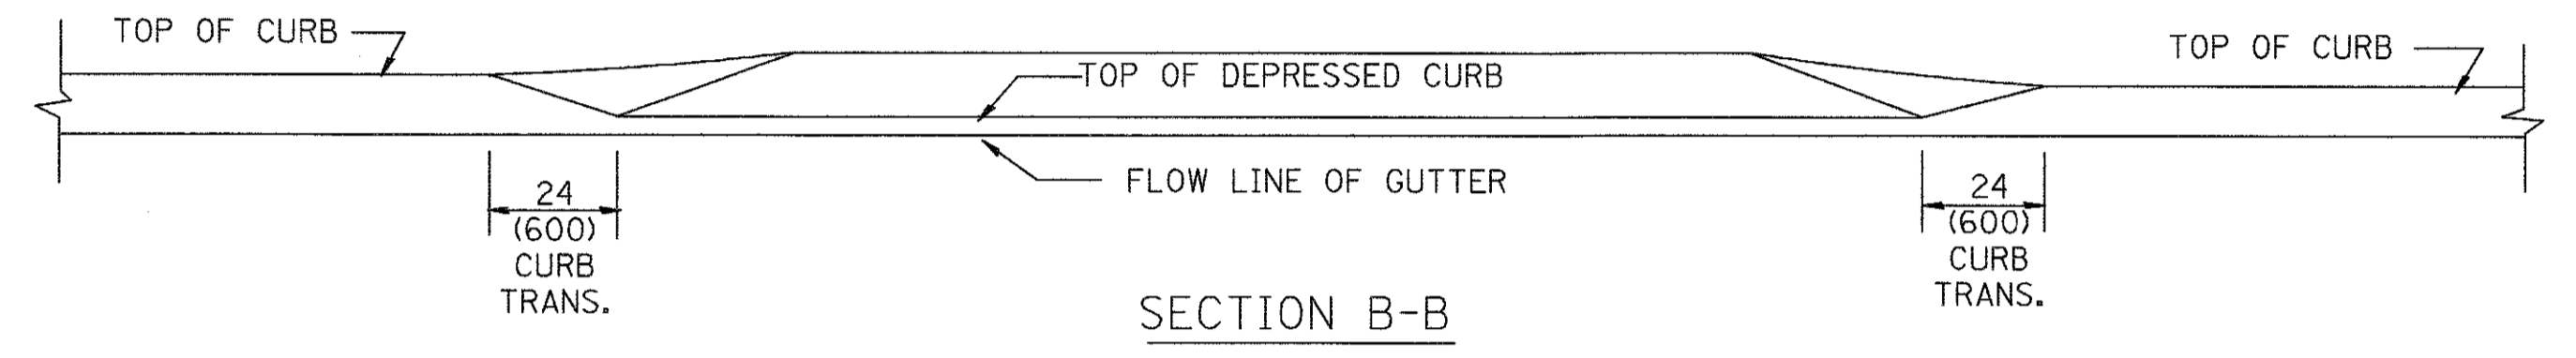 TOP OF CURB
TOP OF CURB
TOP OF DEPRESSED CURB
FLOW LINE OF GUTTER
24
(600)
CURB
TRANS.
24
(600)
CURB
TRANS.
SECTION B-B